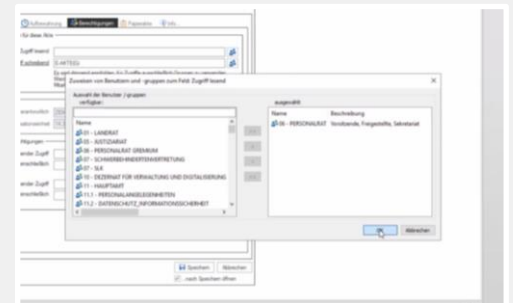 Aufbewahrung Berechtigungen Papierakte Info...
für diese Akte
Zugriff lesend
E-AKTEGG
Zuweisen von Benutzern und -gruppen zum Feld: Zugriff lesend
Auswahl der Benutzer / gruppen
verfügbar:
ausgewählt
Name
01 - LANDRAT
05 - JUSTIZIARIAT
06 - PERSONALRAT GREMIUM
07 - SCHWERBEHINDERTENVERTRETUNG
07 - SLK
10 - DEZERNAT FÜR VERWALTUNG UND DIGITALISIERUNG
11 - HAUPTAMT
11.1 - PERSONALANGELEGENHEITEN
11.2 - DATENSCHUTZ_INFORMATIONSSICHERHEIT
Name Beschreibung
06 - PERSONALRAT Vorsitzende, Freigestellte, Sekretariat
OK Abbrechen
Speichern Abbrechen
...nach Speichern öffnen